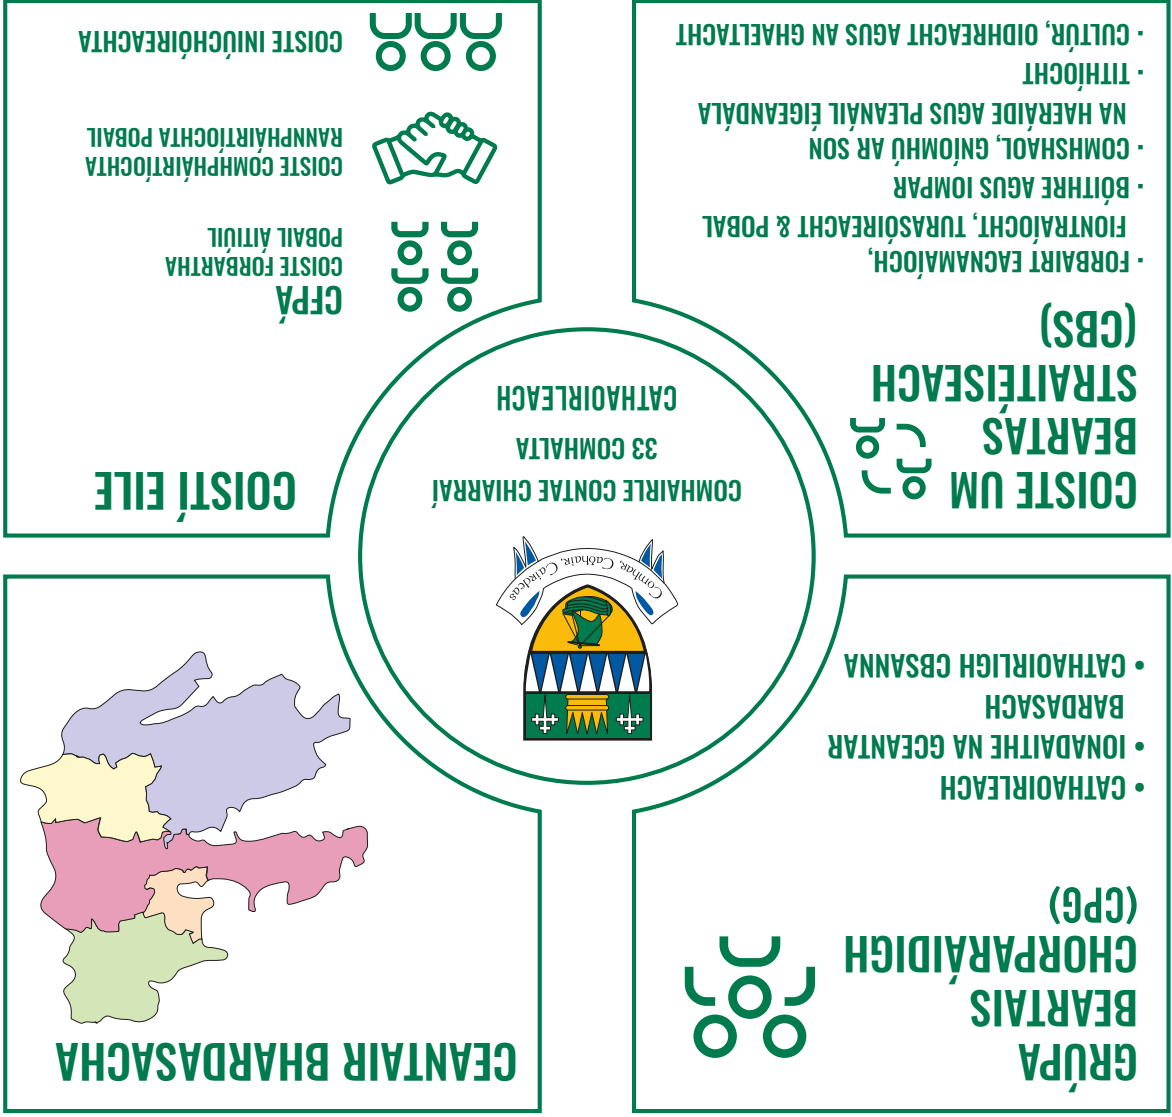 GRÚPA
BEARTAIS
CHORPARÁIDIGH
(CPG)
• CATHAOIRLEACH
• IONADAITHE NA GCEANTAR
BARDASACH
• CATHAOIRLIGH CBSANNA
CEANTAIR BHARDASACHA
Comhar, Cabhair, Cairdeas
COMHAIRLE CONTAE CHIARRAÍ
33 COMHALTA
CATHAOIRLEACH
COISTE UM
BEARTAS
STRAITÉISEACH
(CBS)
· FORBAIRT EACNAMAÍOCH,
FIONTRAÍOCHT, TURASÓIREACHT & POBAL
· BÓITHRE AGUS IOMPAR
· COMHSHAOL, GNÍOMHÚ AR SON
NA HAERÁIDE AGUS PLEANÁIL ÉIGEANDÁLA
· TITHÍOCHT
· CULTÚR, OIDHREACHT AGUS AN GHAELTACHT
COISTÍ EILE
CFPÁ
COISTE FORBARTHA
POBAIL ÁITIÚIL
COISTE COMHPHÁIRTÍOCHTA
RANNPHÁIRTÍOCHTA POBAIL
COISTE INIÚCHÓIREACHTA